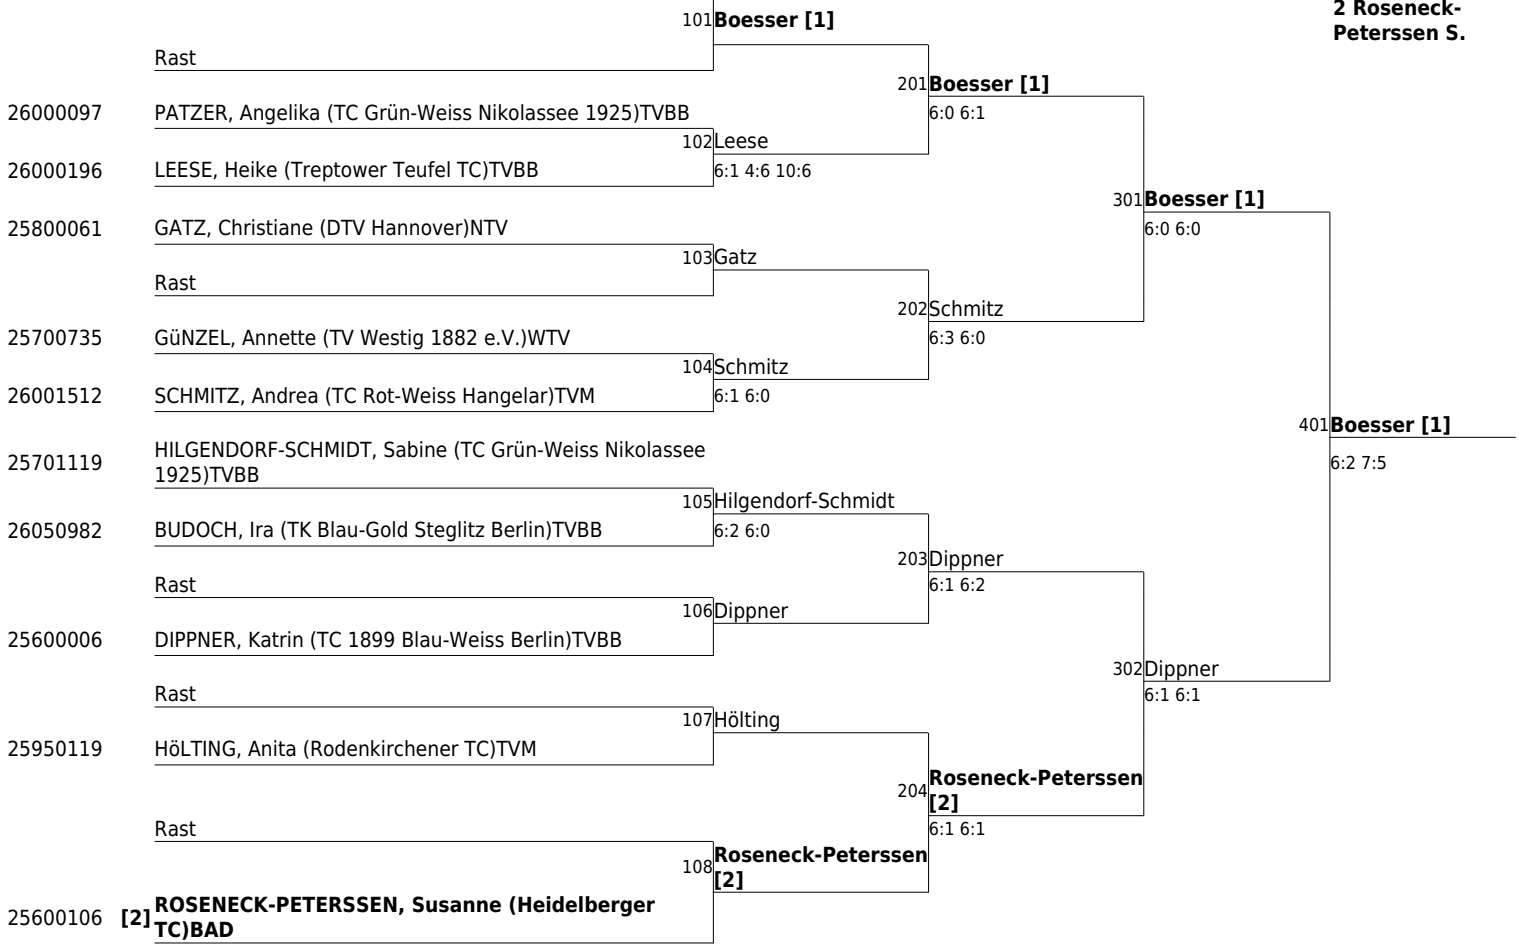 2 Roseneck-
Peterssen S.
101 Boesser [1]
Rast
201 Boesser [1]
26000097 PATZER, Angelika (TC Grün-Weiss Nikolassee 1925)TVBB
6:0 6:1
102 Leese
26000196 LEESE, Heike (Treptower Teufel TC)TVBB
6:1 4:6 10:6
301 Boesser [1]
25800061 GATZ, Christiane (DTV Hannover)NTV
6:0 6:0
103 Gatz
Rast
202 Schmitz
25700735 GüNZEL, Annette (TV Westig 1882 e.V.)WTV
6:3 6:0
104 Schmitz
26001512 SCHMITZ, Andrea (TC Rot-Weiss Hangelar)TVM
6:1 6:0
401 Boesser [1]
25701119 HILGENDORF-SCHMIDT, Sabine (TC Grün-Weiss Nikolassee
1925)TVBB
6:2 7:5
105 Hilgendorf-Schmidt
26050982 BUDOCH, Ira (TK Blau-Gold Steglitz Berlin)TVBB
6:2 6:0
203 Dippner
Rast
6:1 6:2
106 Dippner
25600006 DIPPNER, Katrin (TC 1899 Blau-Weiss Berlin)TVBB
302 Dippner
Rast
6:1 6:1
107 Hölting
25950119 HöLTING, Anita (Rodenkirchener TC)TVM
204 Roseneck-Peterssen
[2]
Rast
6:1 6:1
108 Roseneck-Peterssen
[2]
25600106 [2] ROSENECK-PETERSSEN, Susanne (Heidelberger
TC)BAD